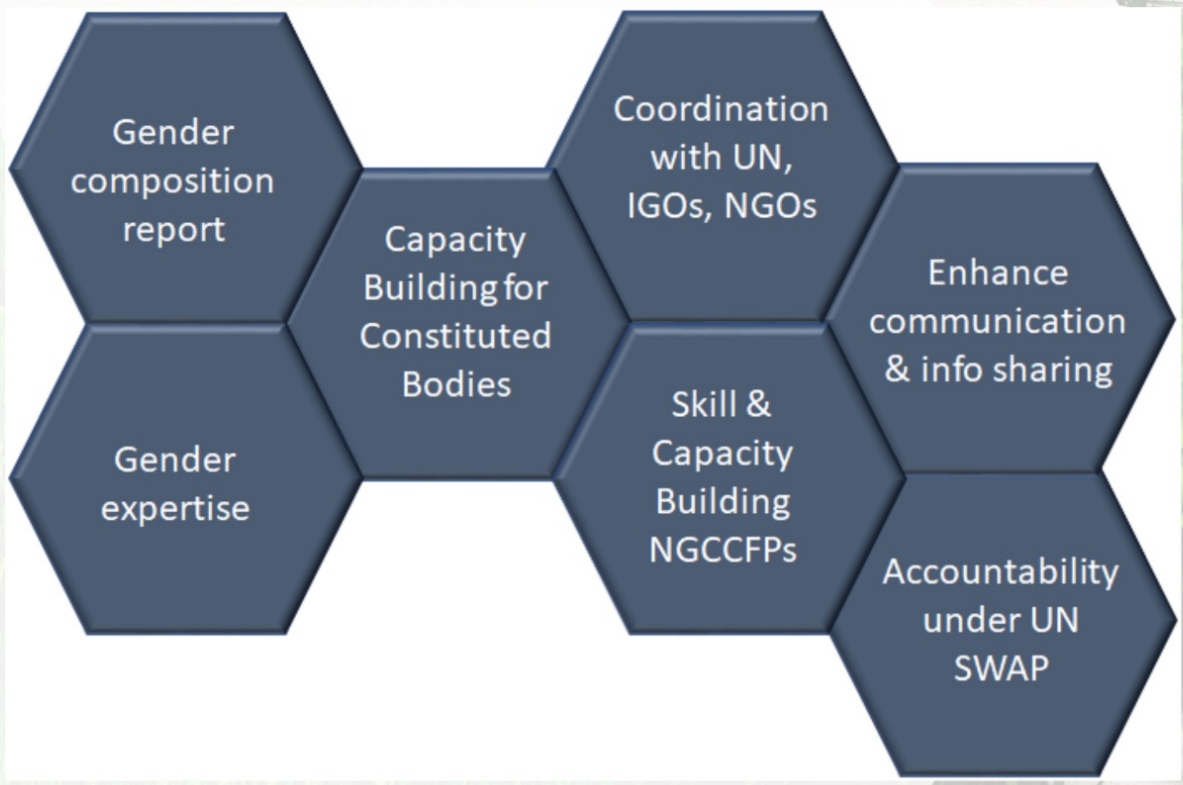 Gender
composition
report
Gender
expertise
Capacity
Building for
Constituted
Bodies
Coordination
with UN,
IGOs, NGOs
Skill &
Capacity
Building
NGCCFPs
Enhance
communication
& info sharing
Accountability
under UN
SWAP